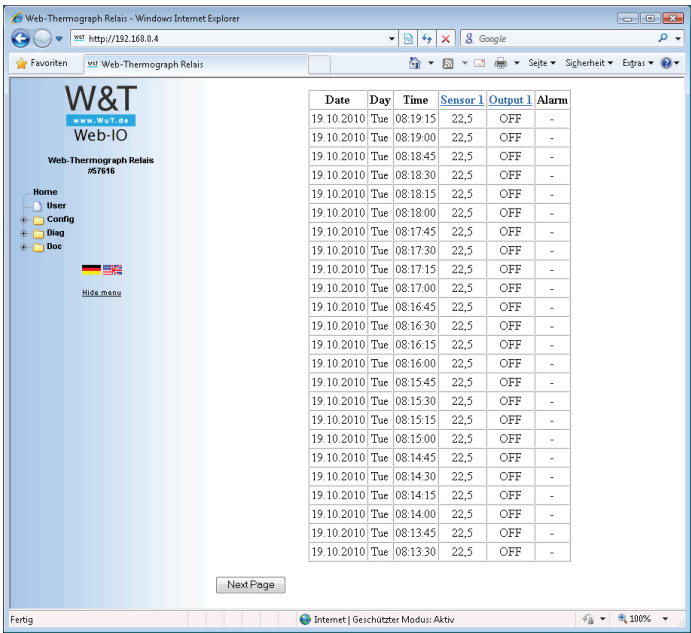 Web-Thermograph Relais - Windows Internet Explorer
W&T http://192.168.0.4
Google
Favoriten W&T Web-Thermograph Relais
Seite Sicherheit Extras
W&T
www.WuT.de
Web-IO
Web-Thermograph Relais
#57616
Home
User
Config
Diag
Doc
Hide menu
Date Day Time Sensor 1 Output 1 Alarm
19.10.2010 Tue 08:19:15 22,5 OFF -
19.10.2010 Tue 08:19:00 22,5 OFF -
19.10.2010 Tue 08:18:45 22,5 OFF -
19.10.2010 Tue 08:18:30 22,5 OFF -
19.10.2010 Tue 08:18:15 22,5 OFF -
19.10.2010 Tue 08:18:00 22,5 OFF -
19.10.2010 Tue 08:17:45 22,5 OFF -
19.10.2010 Tue 08:17:30 22,5 OFF -
19.10.2010 Tue 08:17:15 22,5 OFF -
19.10.2010 Tue 08:17:00 22,5 OFF -
19.10.2010 Tue 08:16:45 22,5 OFF -
19.10.2010 Tue 08:16:30 22,5 OFF -
19.10.2010 Tue 08:16:15 22,5 OFF -
19.10.2010 Tue 08:16:00 22,5 OFF -
19.10.2010 Tue 08:15:45 22,5 OFF -
19.10.2010 Tue 08:15:30 22,5 OFF -
19.10.2010 Tue 08:15:15 22,5 OFF -
19.10.2010 Tue 08:15:00 22,5 OFF -
19.10.2010 Tue 08:14:45 22,5 OFF -
19.10.2010 Tue 08:14:30 22,5 OFF -
19.10.2010 Tue 08:14:15 22,5 OFF -
19.10.2010 Tue 08:14:00 22,5 OFF -
19.10.2010 Tue 08:13:45 22,5 OFF -
19.10.2010 Tue 08:13:30 22,5 OFF -
Next Page
Fertig Internet | Geschützter Modus: Aktiv 100%